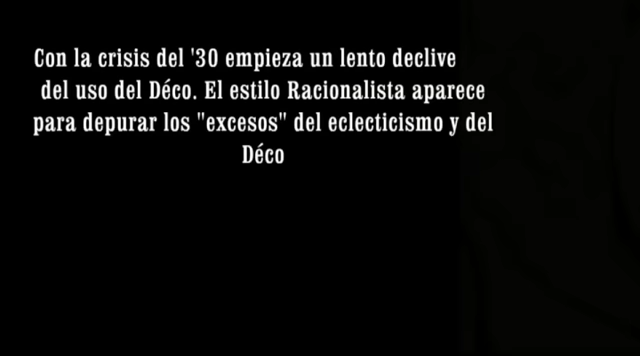 Con la crisis del '30 empieza un lento declive
del uso del Déco. El estilo Racionalista aparece
para depurar los "excesos" del eclecticismo y del
Déco